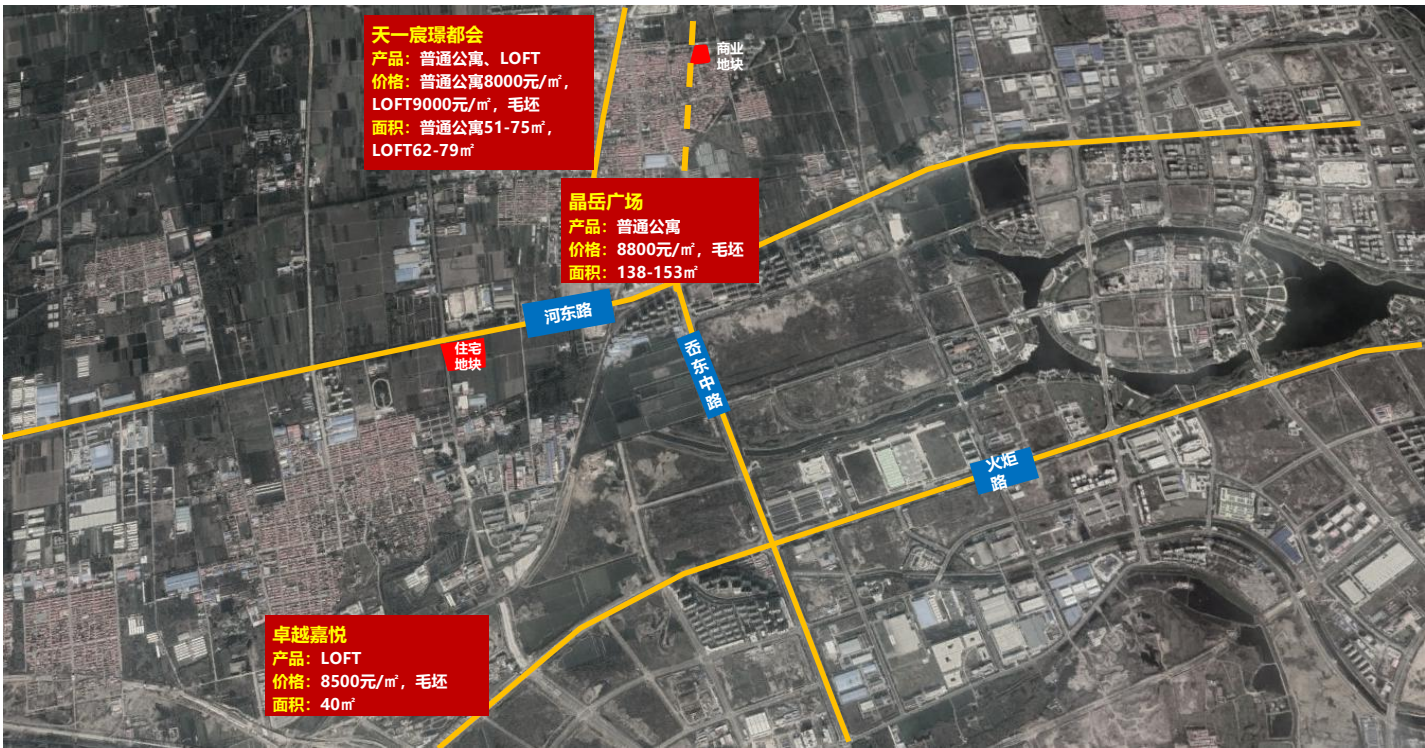 天一宸璟都会
产品：普通公寓、LOFT
价格：普通公寓8000元/㎡，
LOFT9000元/㎡，毛坯
面积：普通公寓51-75㎡，
LOFT62-79㎡
商业
地块
晶岳广场
产品：普通公寓
价格：8800元/㎡，毛坯
面积：138-153㎡
河东路
住宅
地块
岙东中路
火炬
路
卓越嘉悦
产品：LOFT
价格：8500元/㎡，毛坯
面积：40㎡